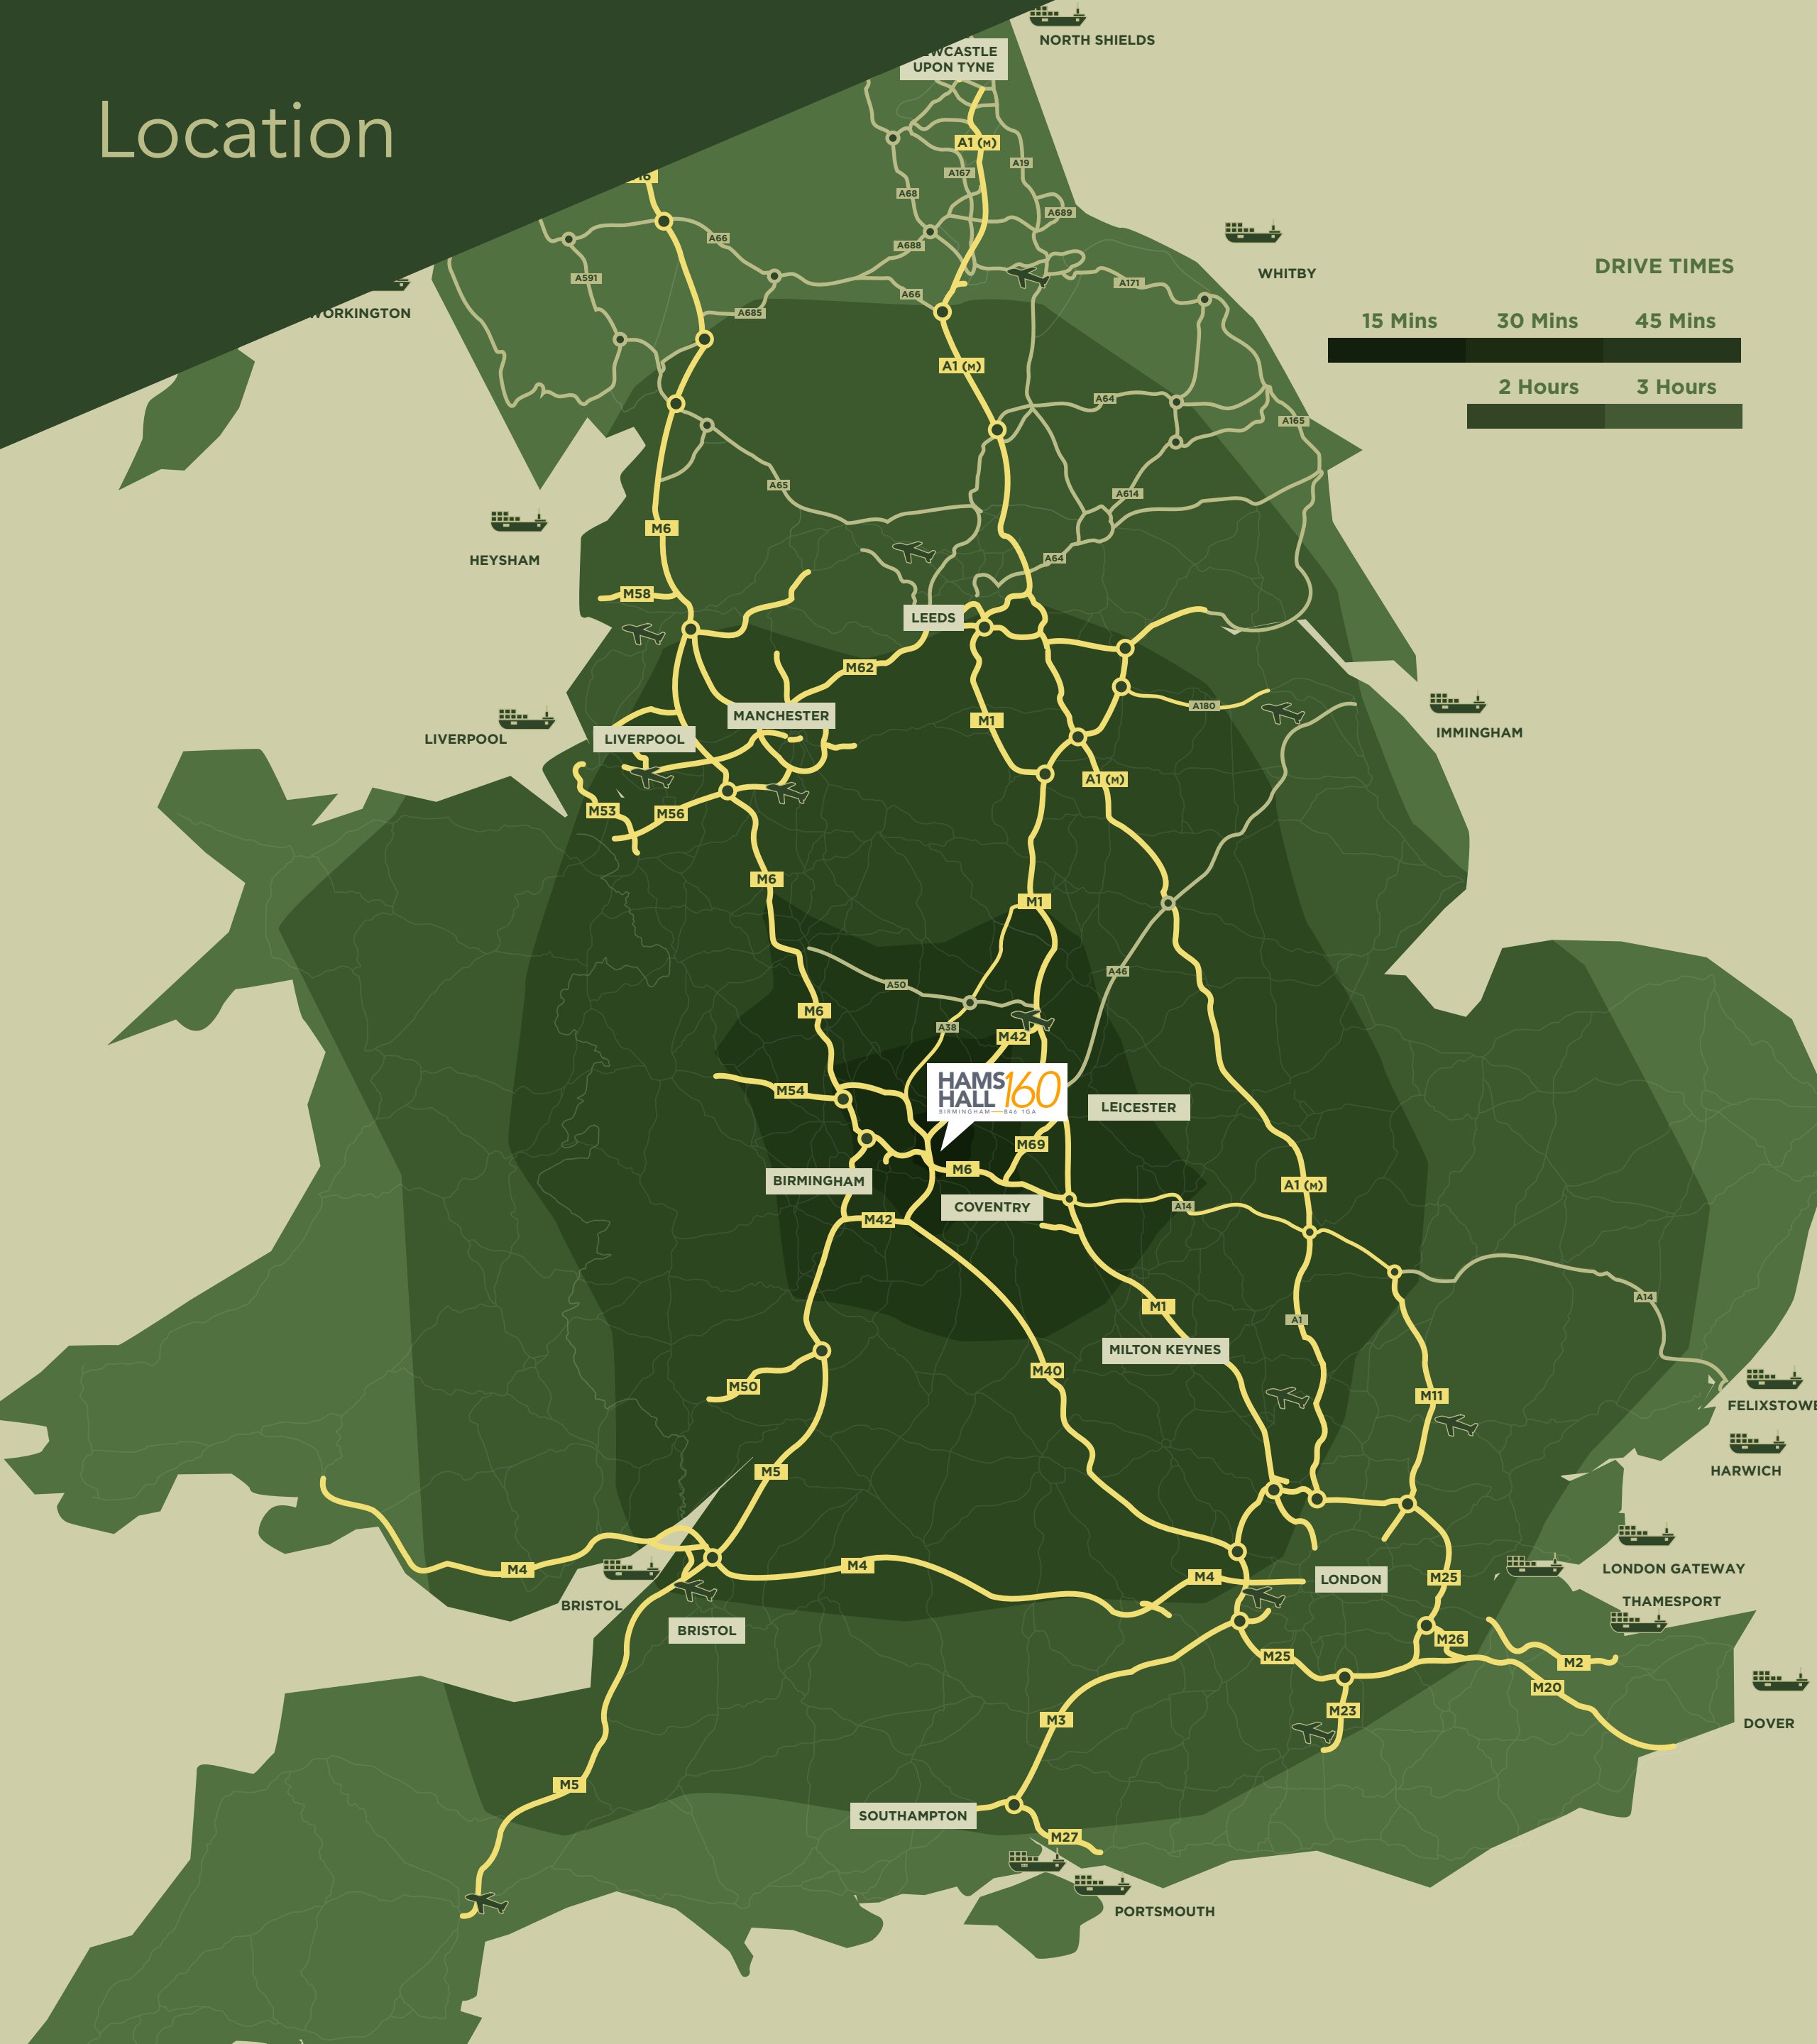 Location
NORTH SHIELDS
UPON TYNE
A1 (M)
A19
A167
A68
A689
A688
A66
A591
A66
A171
A685
WHITBY
DRIVE TIMES
15 Mins
30 Mins
45 Mins
2 Hours
3 Hours
A1 (M)
A64
A165
A65
A614
M6
HEYSHAM
A64
M58
LEEDS
M62
A180
MANCHESTER
M1
LIVERPOOL
LIVERPOOL
IMMINGHAM
A1 (M)
M53
M56
M6
M1
A46
A50
M6
A38
M42
M54
HAMS
HALL
160
BIRMINGHAM — B46 1GA
LEICESTER
M69
M6
BIRMINGHAM
COVENTRY
A1 (M)
A14
M42
A14
M1
A1
MILTON KEYNES
M40
M50
M11
FELIXSTOWE
HARWICH
M5
M4
M4
M4
LONDON
M25
LONDON GATEWAY
THAMESPORT
BRISTOL
BRISTOL
M26
M25
M2
M20
M23
M3
DOVER
M5
SOUTHAMPTON
M27
PORTSMOUTH